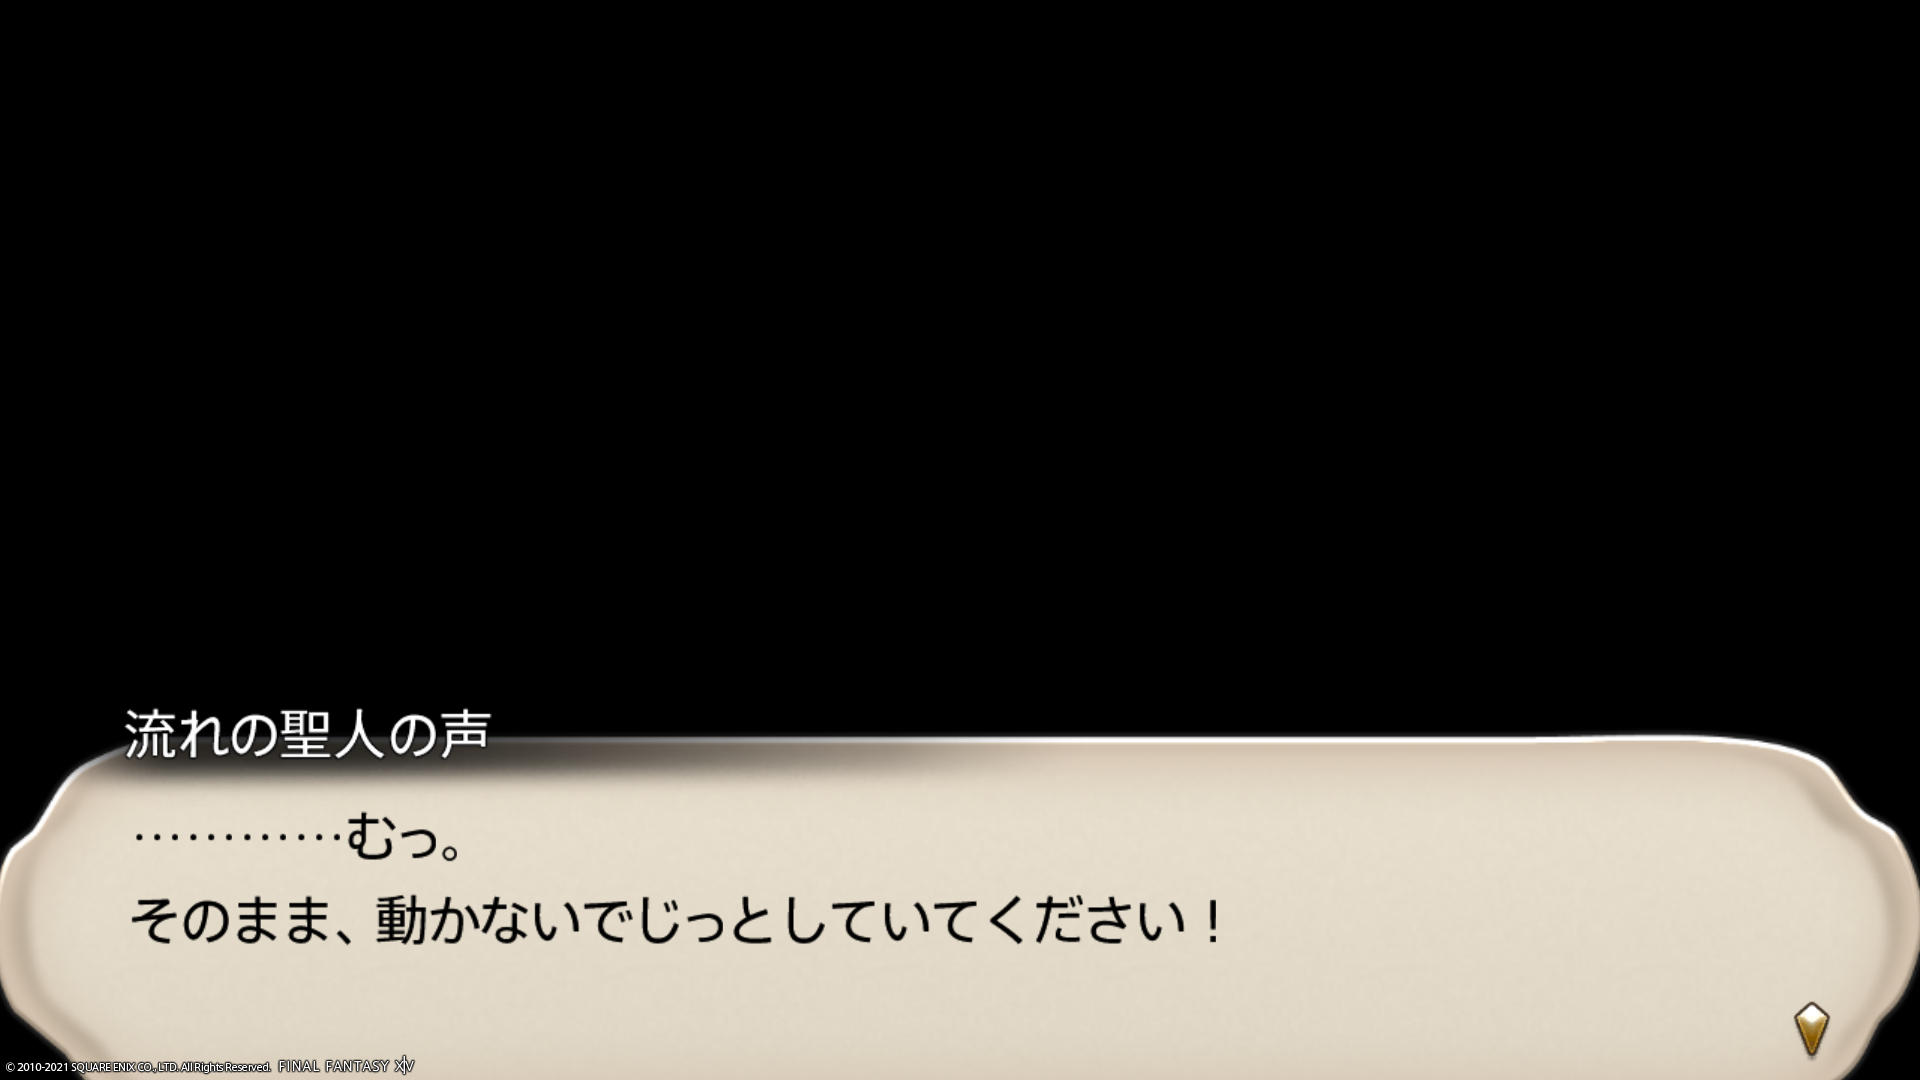 流れの聖人の声
…………むっ。
そのまま、動かないでじっとしていてください！
© 2010-2021 SQUARE ENIX CO., LTD. All Rights Reserved. FINAL FANTASY XIV